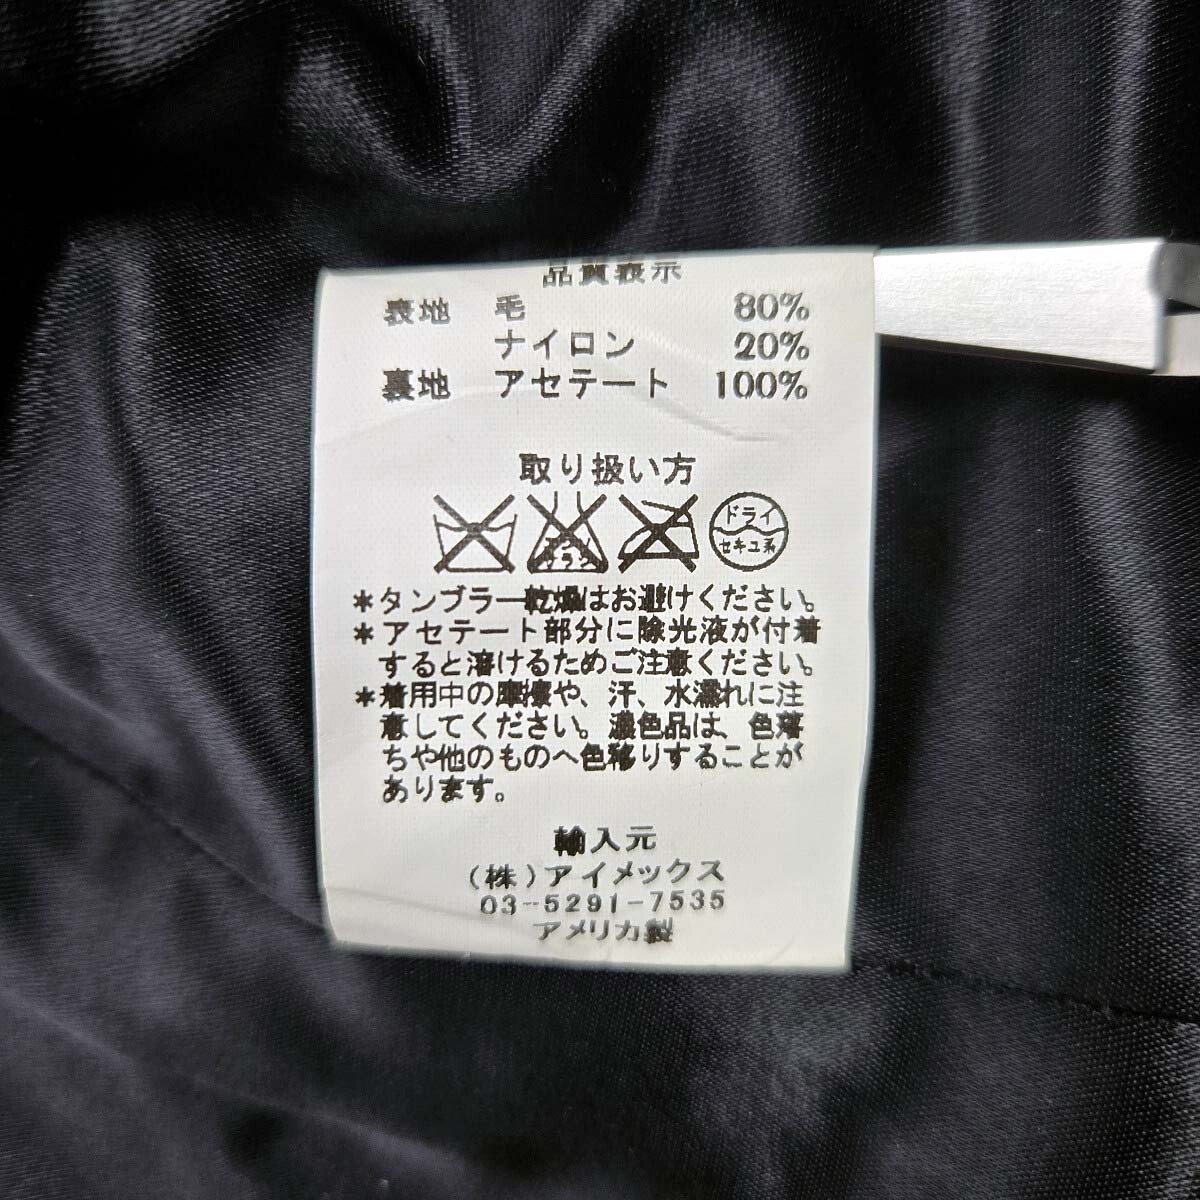 品質表示
表地 毛 80%
ナイロン 20%
裏地 アセテート 100%
取り扱い方
ドライ
セキユ系
*タンブラー乾燥はお避けください。
*アセテート部分に除光液が付着
すると溶けるためご注意ください。
*着用中の摩擦や、汗、水濡れに注
意してください。濃色品は、色落
ちや他のものへ色移りすることが
あります。
輸入元
(株)アイメックス
03-5291-7535
アメリカ製